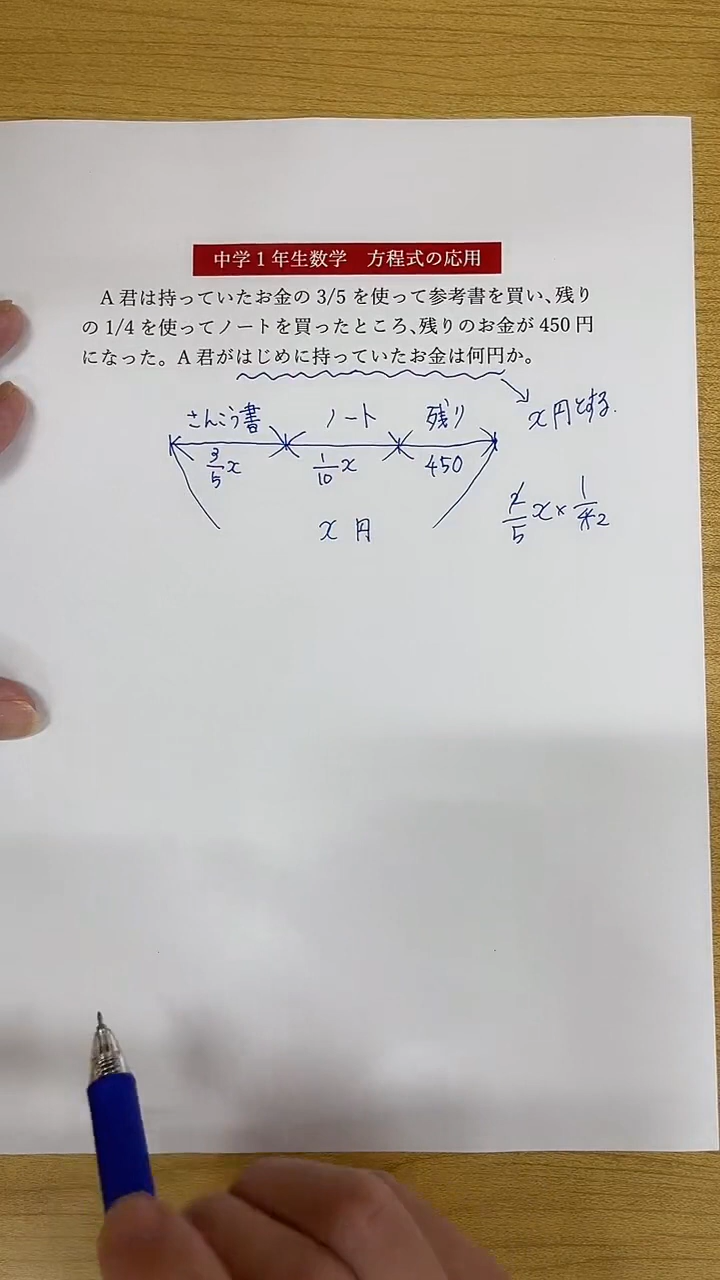 中学1年生数学　方程式の応用
A君は持っていたお金の3/5を使って参考書を買い、残り
の1/4を使ってノートを買ったところ、残りのお金が450円
になった。A君がはじめに持っていたお金は何円か。
x円とする.
さんこう書　ノート　残り
3/5x　1/10x　450
x 円
2/5x×1/4 2